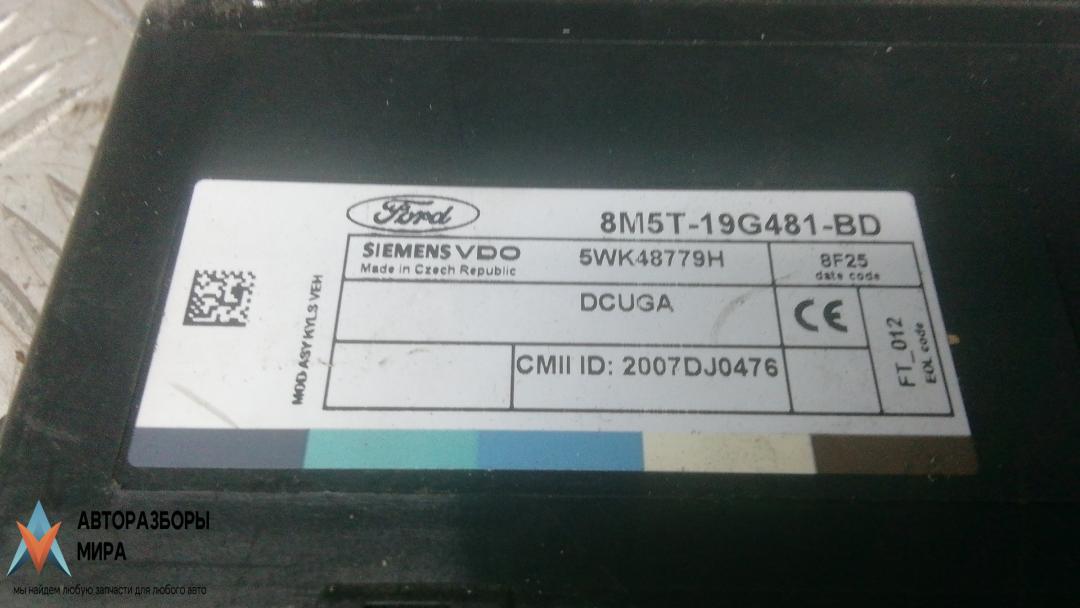 Ford
8M5T-19G481-BD
SIEMENS VDO
Made in Czech Republic
5WK48779H
8F25
date code
DCUGA
CE
CMII ID: 2007DJ0476
FT_012
EOL code
MOD ASY KYLS VEH
АВТОРАЗБОРЫ
МИРА
мы найдем любую запчасти для любого авто